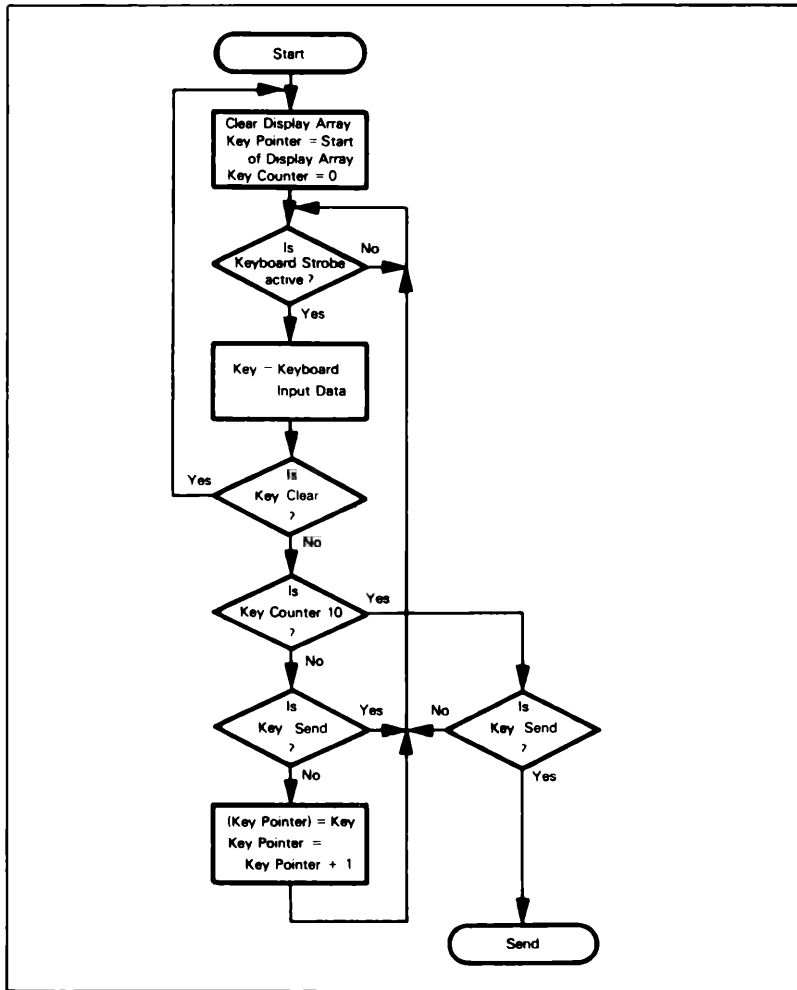 Start
Clear Display Array
Key Pointer = Start
of Display Array
Key Counter = 0
Is
Keyboard Strobe
active ?
No
Yes
Key = Keyboard
Input Data
Is
Key Clear
?
Yes
No
Is
Key Counter 10
?
Yes
No
Is
Key Send
?
Yes
No
Is
Key Send
?
No
Yes
(Key Pointer) = Key
Key Pointer =
Key Pointer + 1
Send